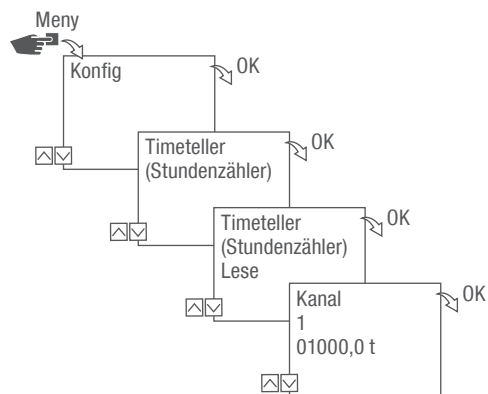 Meny
Konfig
OK
Timeteller
(Stundenzähler)
OK
Timeteller
(Stundenzähler)
Lese
OK
Kanal
1
01000,0 t
OK